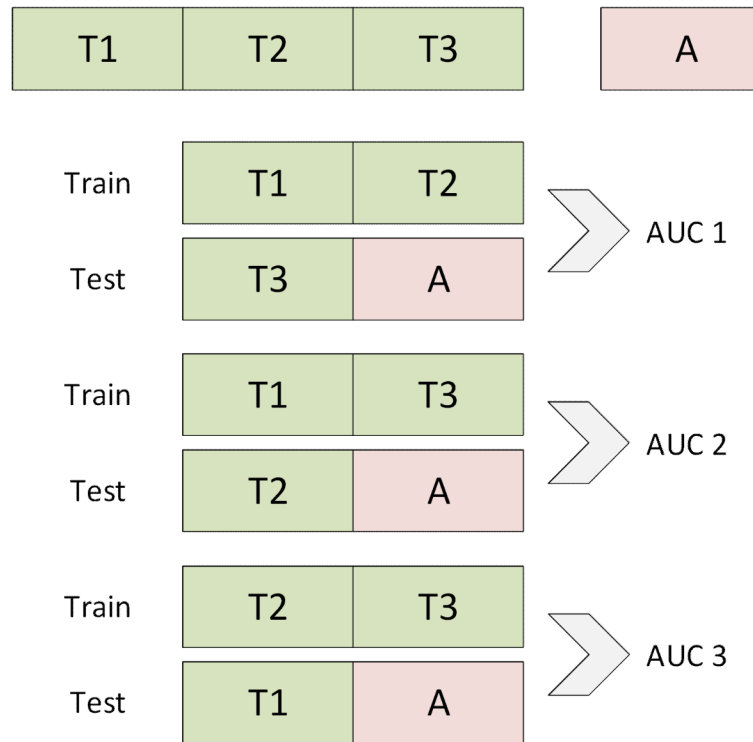 T1 T2 T3 A
Train T1 T2
AUC 1
Test T3 A
Train T1 T3
AUC 2
Test T2 A
Train T2 T3
AUC 3
Test T1 A